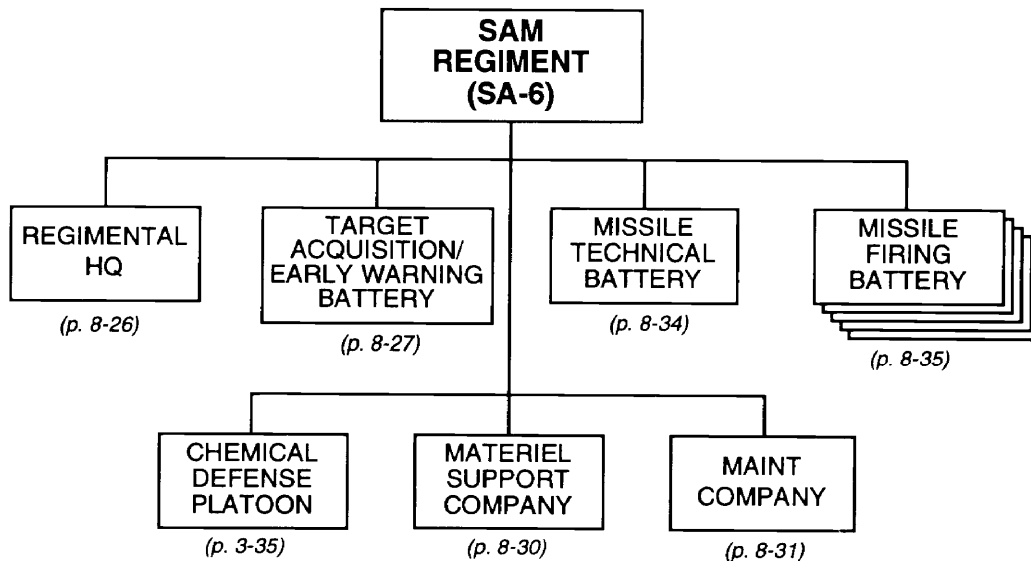 SAM
REGIMENT
(SA-6)
REGIMENTAL
HQ
(p. 8-26)
TARGET
ACQUISITION/
EARLY WARNING
BATTERY
(p. 8-27)
MISSILE
TECHNICAL
BATTERY
(p. 8-34)
MISSILE
FIRING
BATTERY
(p. 8-35)
CHEMICAL
DEFENSE
PLATOON
(p. 3-35)
MATERIEL
SUPPORT
COMPANY
(p. 8-30)
MAINT
COMPANY
(p. 8-31)